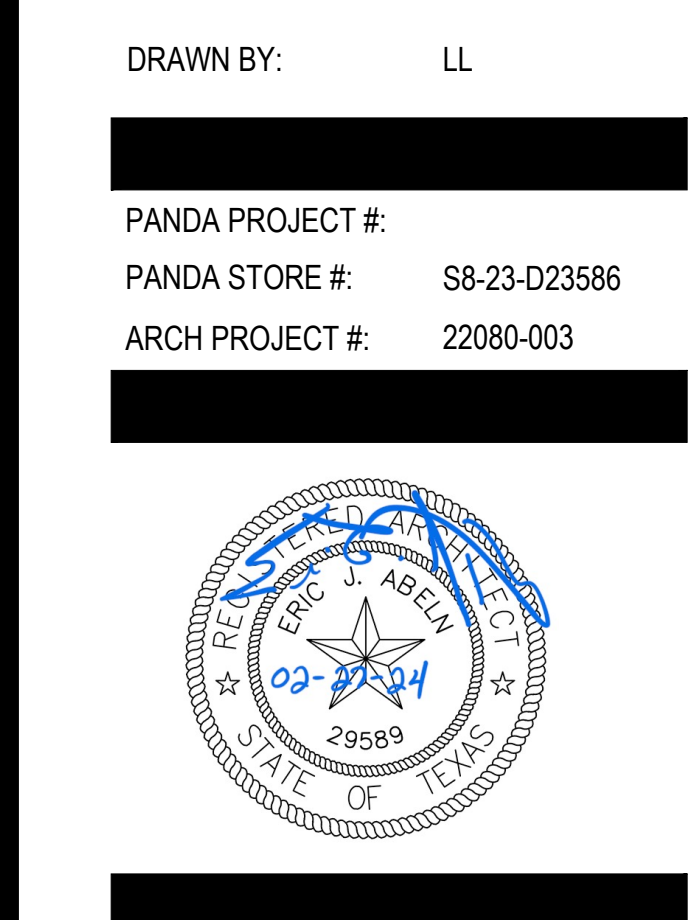 DRAWN BY: LL
PANDA PROJECT #:
PANDA STORE #: S8-23-D23586
ARCH PROJECT #: 22080-003
REGISTERED ARCHITECT
ERIC J. ABELN
02-27-24
29589
STATE OF TEXAS